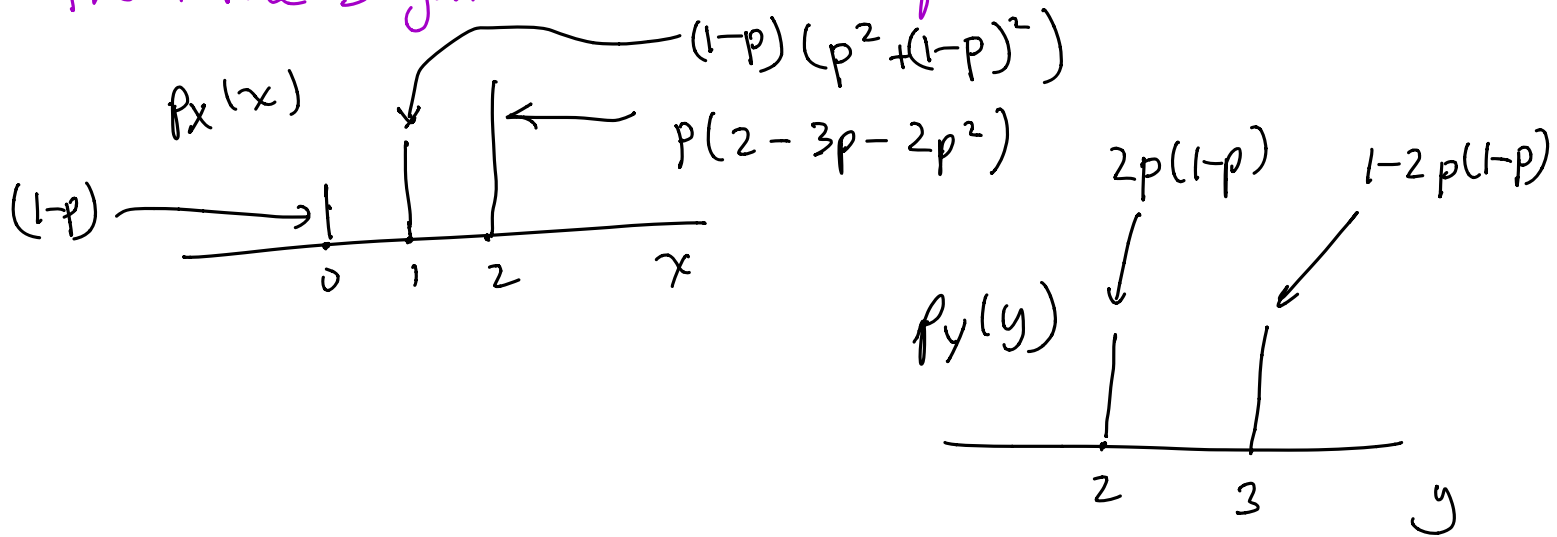 (1-p)(p²+(1-p)²)
pₓ(x)
p(2-3p-2p²)
(1-p)
0 1 2 x
2p(1-p) 1-2p(1-p)
p_y(y)
2 3 y